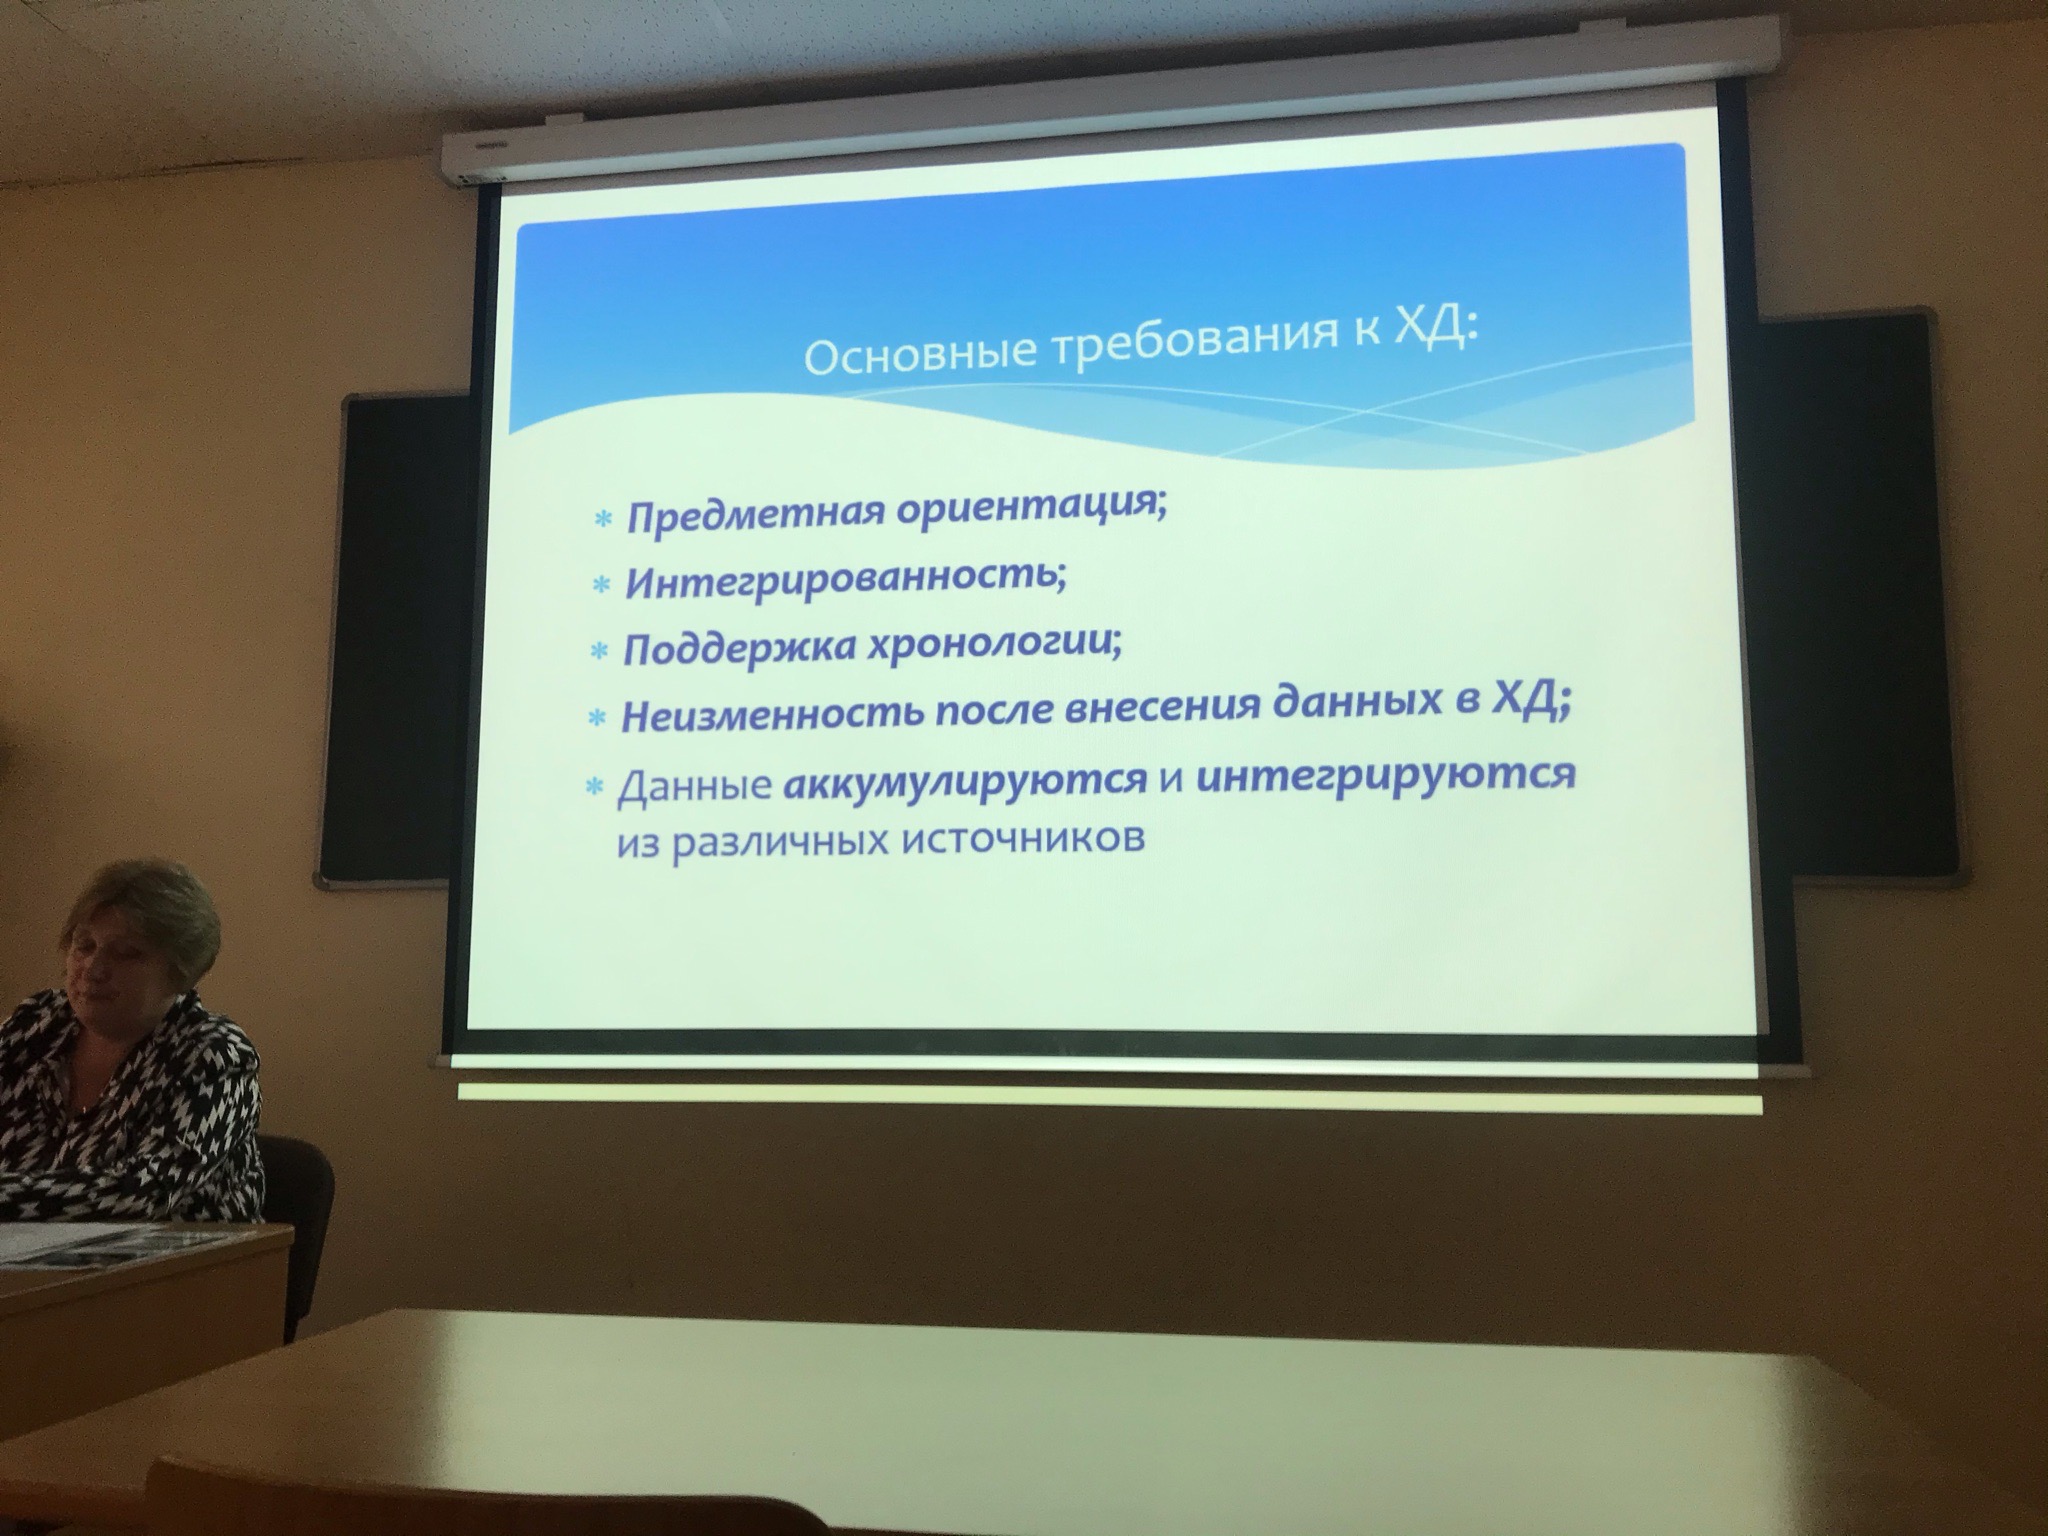 Основные требования к ХД:
* Предметная ориентация;
* Интегрированность;
* Поддержка хронологии;
* Неизменность после внесения данных в ХД;
* Данные аккумулируются и интегрируются
из различных источников